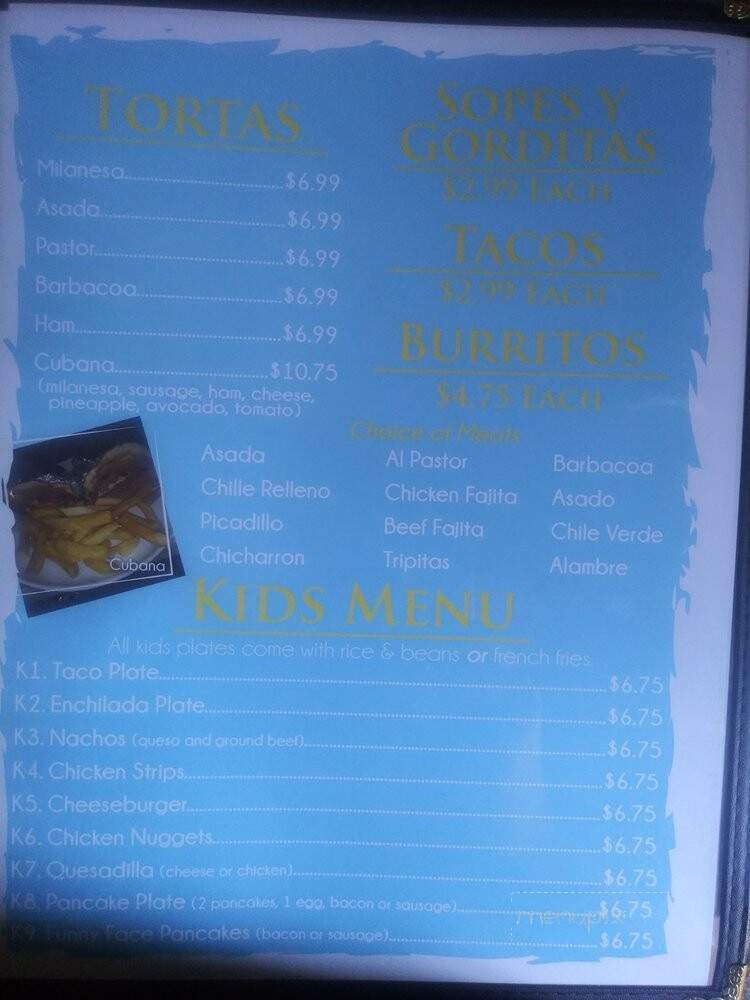 TORTAS
Milanesa $6.99
Asada $6.99
Pastor $6.99
Barbacoa $6.99
Ham $6.99
Cubana $10.75
(milanesa, sausage, ham, cheese,
pineapple, avocado, tomato)
SOPES Y
GORDITAS
$2.99 EACH
TACOS
$2.99 EACH
BURRITOS
$4.75 EACH
Choice of Meats
Asada Al Pastor Barbacoa
Chille Relleno Chicken Fajita Asado
Picadillo Beef Fajita Chile Verde
Chicharron Tripitas Alambre
Cubana
KIDS MENU
All kids plates come with rice & beans or french fries.
K1. Taco Plate $6.75
K2. Enchilada Plate $6.75
K3. Nachos (queso and ground beef) $6.75
K4. Chicken Strips $6.75
K5. Cheeseburger $6.75
K6. Chicken Nuggets $6.75
K7. Quesadilla (cheese or chicken) $6.75
K8. Pancake Plate (2 pancakes, 1 egg, bacon or sausage) $6.75
K9. Funny Face Pancakes (bacon or sausage) $6.75